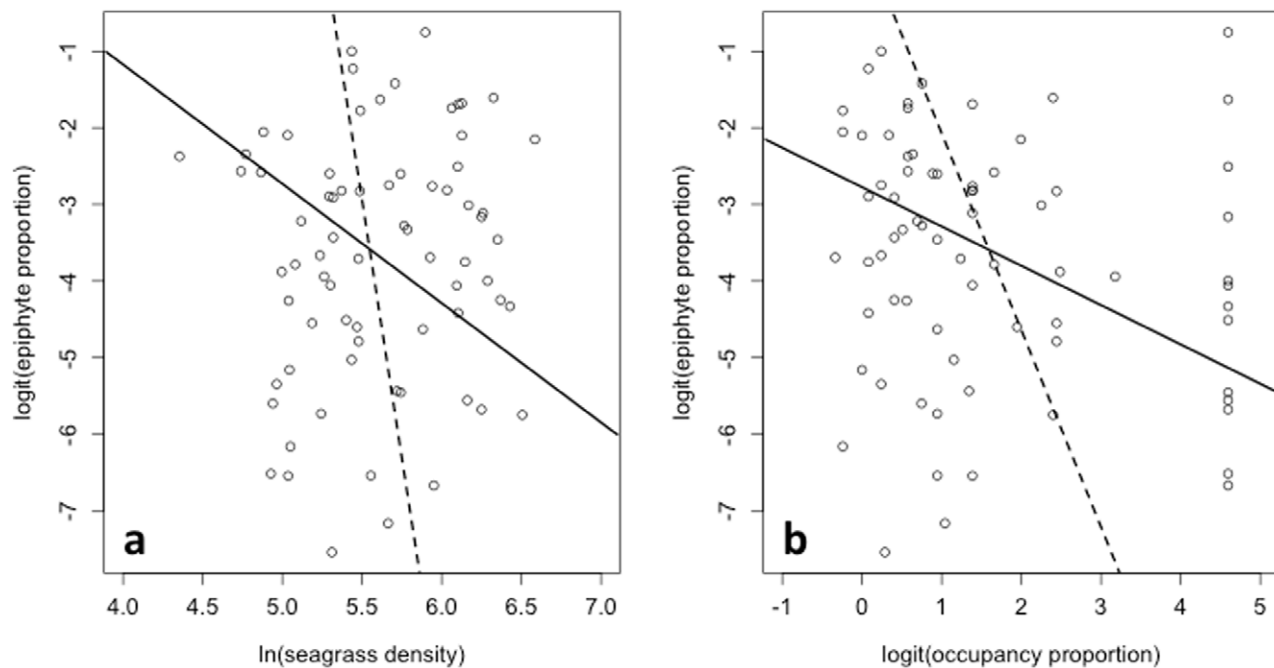 logit(epiphyte proportion)
-1
-2
-3
-4
-5
-6
-7
a
4.0 4.5 5.0 5.5 6.0 6.5 7.0
ln(seagrass density)
logit(epiphyte proportion)
-1
-2
-3
-4
-5
-6
-7
b
-1 0 1 2 3 4 5
logit(occupancy proportion)